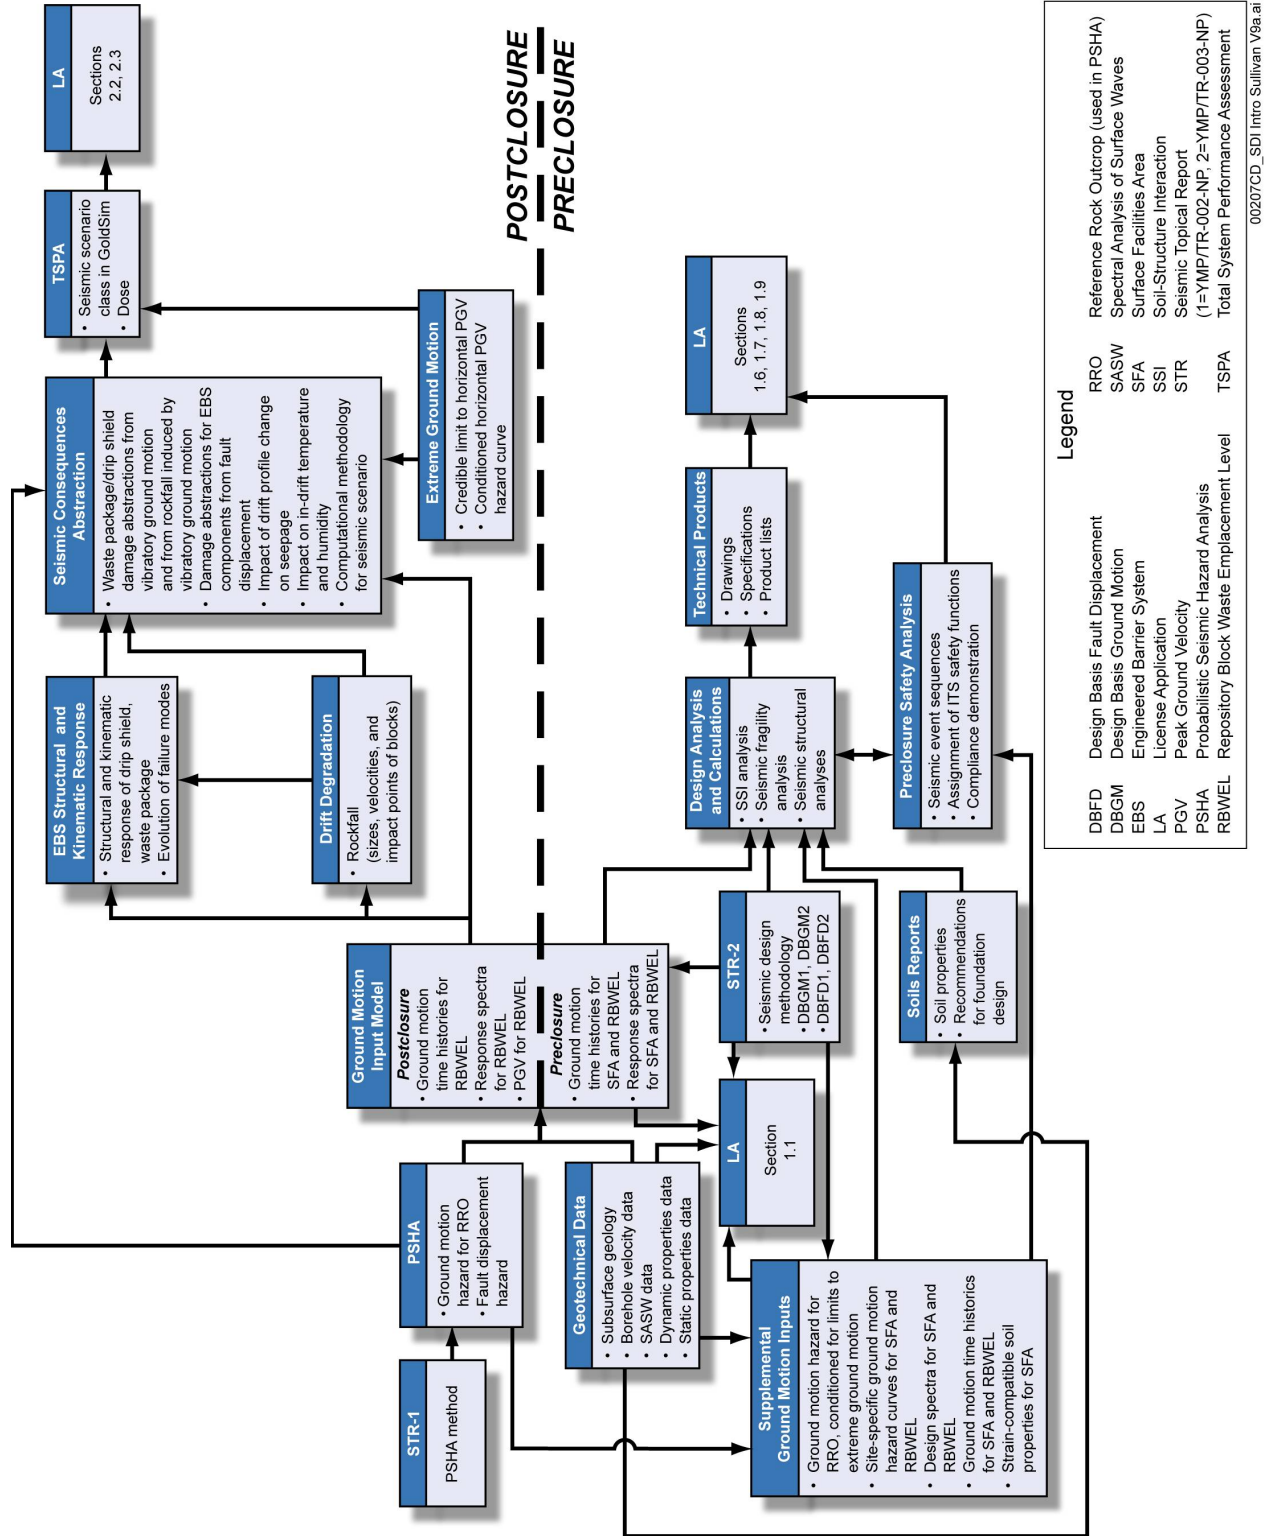 STR-1
PSHA method
PSHA
• Ground motion
hazard for RRO
• Fault displacement
hazard
Geotechnical Data
• Subsurface geology
• Borehole velocity data
• SASW data
• Dynamic properties data
• Static properties data
Supplemental
Ground Motion Inputs
• Ground motion hazard for
RRO, conditioned for limits to
extreme ground motion
• Site-specific ground motion
hazard curves for SFA and
RBWEL
• Design spectra for SFA and
RBWEL
• Ground motion time historics
for SFA and RBWEL
• Strain-compatible soil
properties for SFA
Ground Motion
Input Model
Postclosure
• Ground motion
time histories for
RBWEL
• Response spectra
for RBWEL
• PGV for RBWEL
Preclosure
• Ground motion
time histories for
SFA and RBWEL
• Response spectra
for SFA and RBWEL
LA
Section
1.1
STR-2
• Seismic design
methodology
• DBGM1, DBGM2
• DBFD1, DBFD2
Soils Reports
• Soil properties
• Recommendations
for foundation
design
EBS Structural and
Kinematic Response
• Structural and kinematic
response of drip shield,
waste package
• Evolution of failure modes
Drift Degradation
• Rockfall
(sizes, velocities, and
impact points of blocks)
Design Analysis
and Calculations
• SSI analysis
• Seismic fragility
analysis
• Seismic structural
analyses
Preclosure Safety Analysis
• Seismic event sequences
• Assignment of ITS safety functions
• Compliance demonstration
Seismic Consequences
Abstraction
• Waste package/drip shield
damage abstractions from
vibratory ground motion
and from rockfall induced by
vibratory ground motion
• Damage abstractions for EBS
components from fault
displacement
• Impact of drift profile change
on seepage
• Impact on in-drift temperature
and humidity
• Computational methodology
for seismic scenario
Extreme Ground Motion
• Credible limit to horizontal PGV
• Conditioned horizontal PGV
hazard curve
Technical Products
• Drawings
• Specifications
• Product lists
TSPA
• Seismic scenario
class in GoldSim
• Dose
LA
Sections
2.2, 2.3
LA
Sections
1.6, 1.7, 1.8, 1.9
POSTCLOSURE
PRECLOSURE
Legend
DBFD Design Basis Fault Displacement
DBGM Design Basis Ground Motion
EBS Engineered Barrier System
LA License Application
PGV Peak Ground Velocity
PSHA Probabilistic Seismic Hazard Analysis
RBWEL Repository Block Waste Emplacement Level
RRO Reference Rock Outcrop (used in PSHA)
SASW Spectral Analysis of Surface Waves
SFA Surface Facilities Area
SSI Soil-Structure Interaction
STR Seismic Topical Report
(1=YMP/TR-002-NP, 2=YMP/TR-003-NP)
TSPA Total System Performance Assessment
00207CD_SDI Intro Sullivan V9a.ai